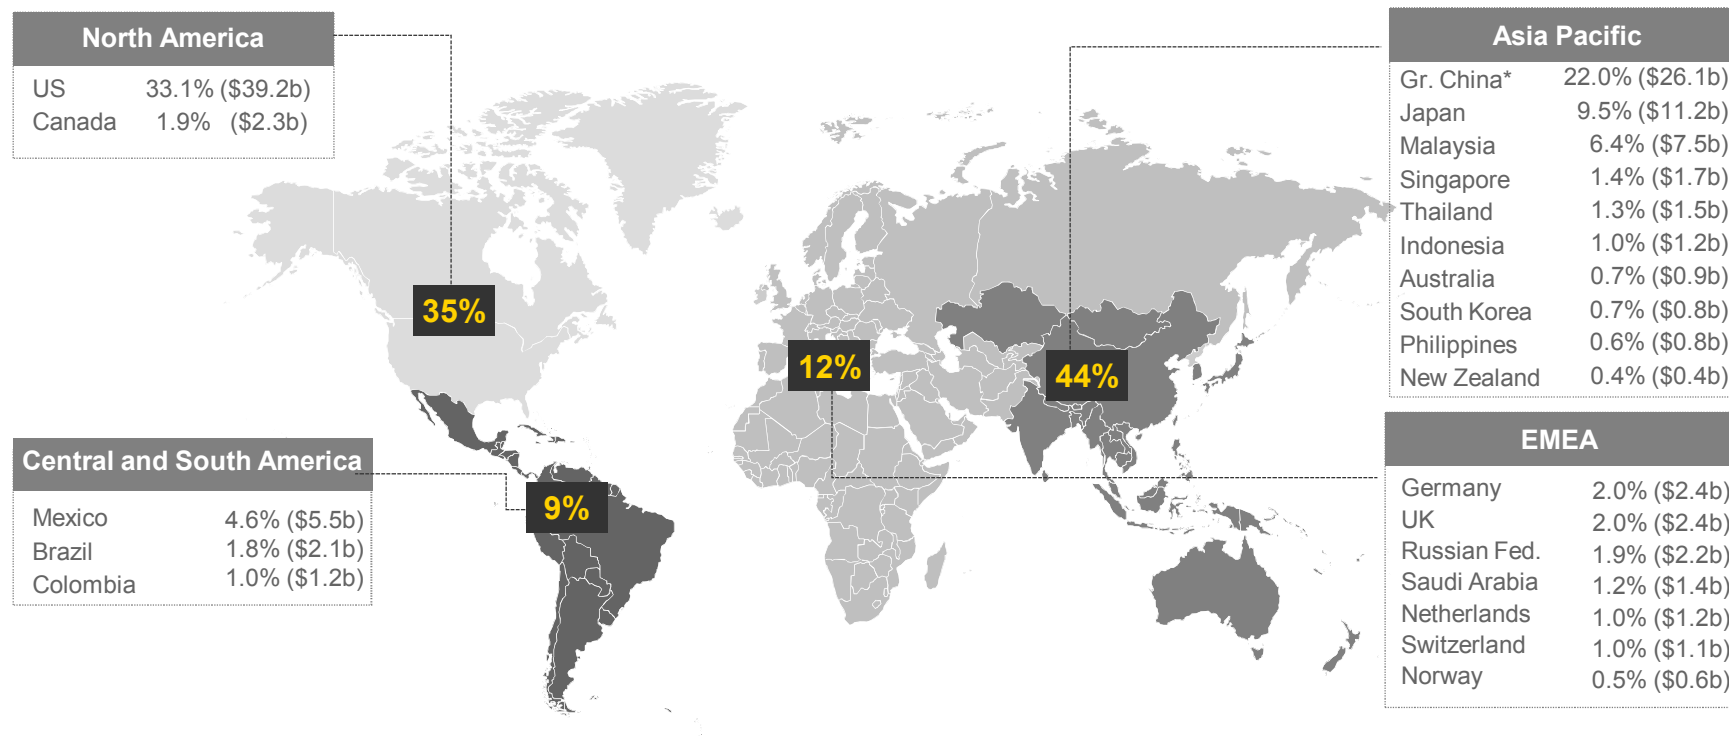 North America
US 33.1% ($39.2b)
Canada 1.9% ($2.3b)
35%
Central and South America
Mexico 4.6% ($5.5b)
Brazil 1.8% ($2.1b)
Colombia 1.0% ($1.2b)
9%
12%
44%
Asia Pacific
Gr. China* 22.0% ($26.1b)
Japan 9.5% ($11.2b)
Malaysia 6.4% ($7.5b)
Singapore 1.4% ($1.7b)
Thailand 1.3% ($1.5b)
Indonesia 1.0% ($1.2b)
Australia 0.7% ($0.9b)
South Korea 0.7% ($0.8b)
Philippines 0.6% ($0.8b)
New Zealand 0.4% ($0.4b)
EMEA
Germany 2.0% ($2.4b)
UK 2.0% ($2.4b)
Russian Fed. 1.9% ($2.2b)
Saudi Arabia 1.2% ($1.4b)
Netherlands 1.0% ($1.2b)
Switzerland 1.0% ($1.1b)
Norway 0.5% ($0.6b)